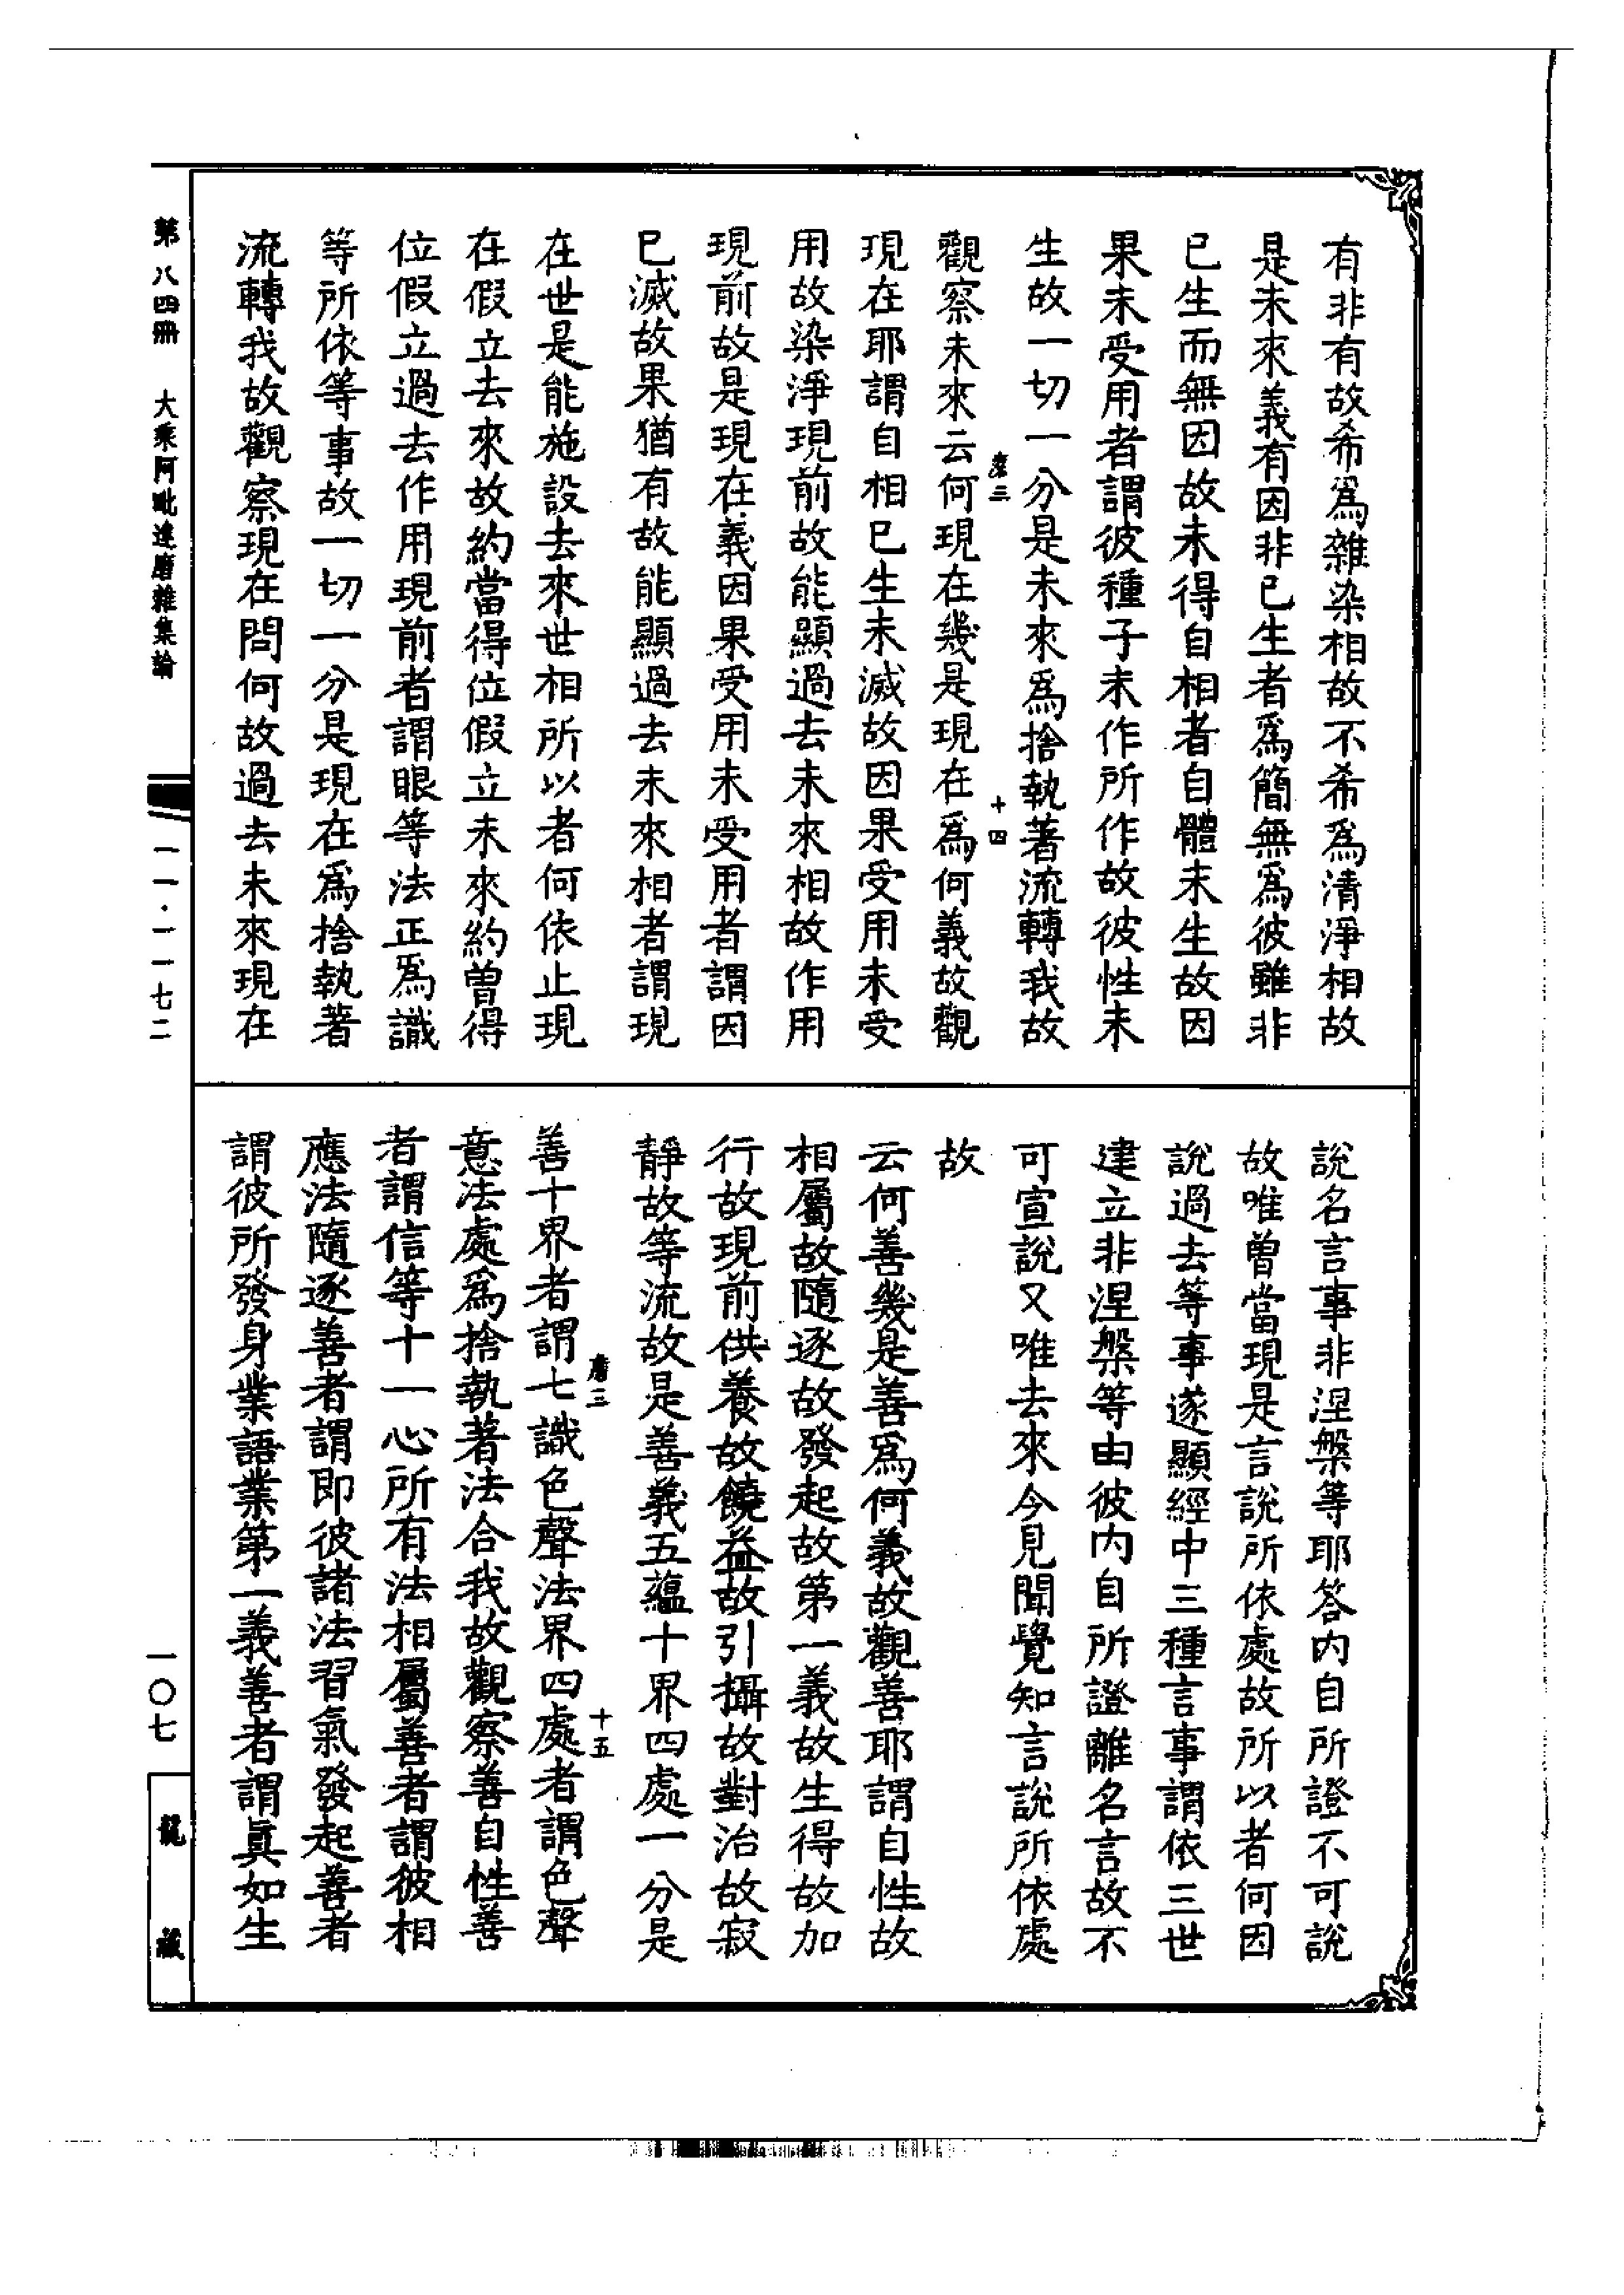 有非有故希爲雜染相故不希爲清淨相故
是未來義有因非已生者爲簡無爲彼雖非
已生而無因故未得自相者自體未生故因
果未受用者謂彼種子未作所作故彼性未
生故一切一分是未來爲捨執著流轉我故
麿三 十四
觀察未來云何現在幾是現在爲何義故觀
現在耶謂自相已生未滅故因果受用未受
用故染淨現前故能顯過去未來相故作用
現前故是現在義因果受用未受用者謂因
已滅故果猶有故能顯過去未來相者謂現
在世是能施設去來世相所以者何依止現
在假立去來故約當得位假立未來約曾得
位假立過去作用現前者謂眼等法正爲識
等所依等事故一切一分是現在爲捨執著
流轉我故觀察現在問何故過去未來現在
說名言事非涅槃等耶答內自所證不可說
故唯曾當現是言說所依處故所以者何因
說過去等事遂顯經中三種言事謂依三世
建立非涅槃等由彼內自所證離名言故不
可宣說又唯去來今見聞覺知言說所依處
故
云何善幾是善爲何義故觀善耶謂自性故
相屬故隨逐故發起故第一義故生得故加
行故現前供養故饒益故引攝故對治故寂
靜故等流故是善義五蘊十界四處一分是
麿三 十五
善十界者謂七識色聲法界四處者謂色聲
意法處爲捨執著法合我故觀察善自性善
者謂信等十一心所有法相屬善者謂彼相
應法隨逐善者謂即彼諸法習氣發起善者
謂彼所發身業語業第一義善者謂眞如生
第八四冊 大乘阿毗達磨雜集論 一一·一一七二 一〇七 龍藏